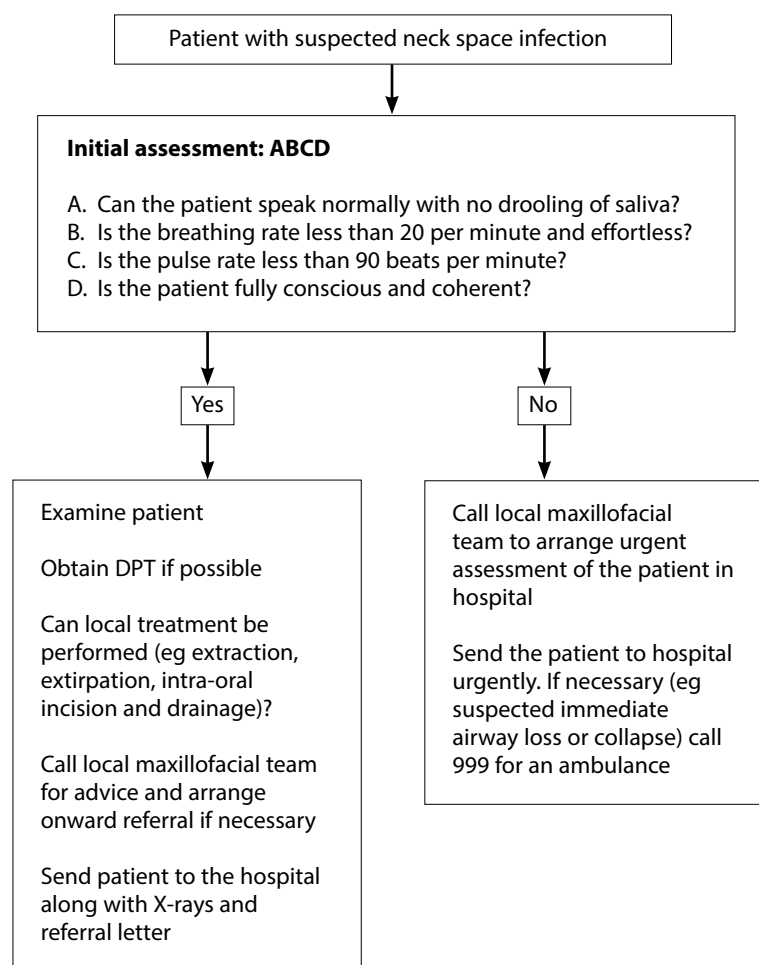 Patient with suspected neck space infection
Initial assessment: ABCD
A. Can the patient speak normally with no drooling of saliva?
B. Is the breathing rate less than 20 per minute and effortless?
C. Is the pulse rate less than 90 beats per minute?
D. Is the patient fully conscious and coherent?
Yes
No
Examine patient
Obtain DPT if possible
Can local treatment be
performed (eg extraction,
extirpation, intra-oral
incision and drainage)?
Call local maxillofacial team
for advice and arrange
onward referral if necessary
Send patient to the hospital
along with X-rays and
referral letter
Call local maxillofacial
team to arrange urgent
assessment of the patient in
hospital
Send the patient to hospital
urgently. If necessary (eg
suspected immediate
airway loss or collapse) call
999 for an ambulance